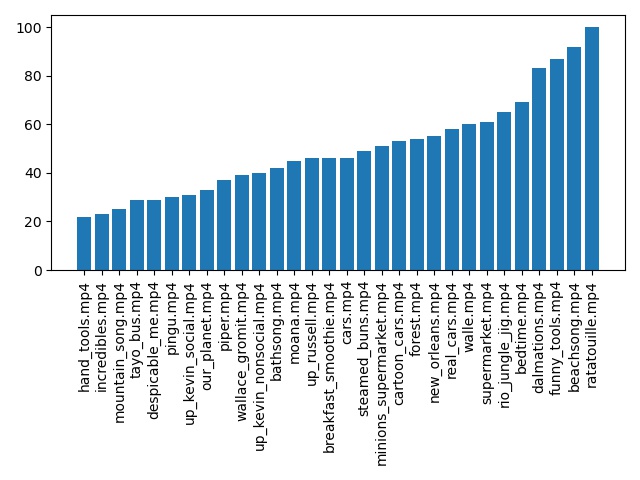 100
80
60
40
20
0
hand_tools.mp4
incredibles.mp4
mountain_song.mp4
tayo_bus.mp4
despicable_me.mp4
pingu.mp4
up_kevin_social.mp4
our_planet.mp4
piper.mp4
wallace_gromit.mp4
up_kevin_nonsocial.mp4
bathsong.mp4
moana.mp4
up_russell.mp4
breakfast_smoothie.mp4
cars.mp4
steamed_buns.mp4
minions_supermarket.mp4
cartoon_cars.mp4
forest.mp4
new_orleans.mp4
real_cars.mp4
walle.mp4
supermarket.mp4
rio_jungle_jig.mp4
bedtime.mp4
dalmations.mp4
funny_tools.mp4
beachsong.mp4
ratatouille.mp4